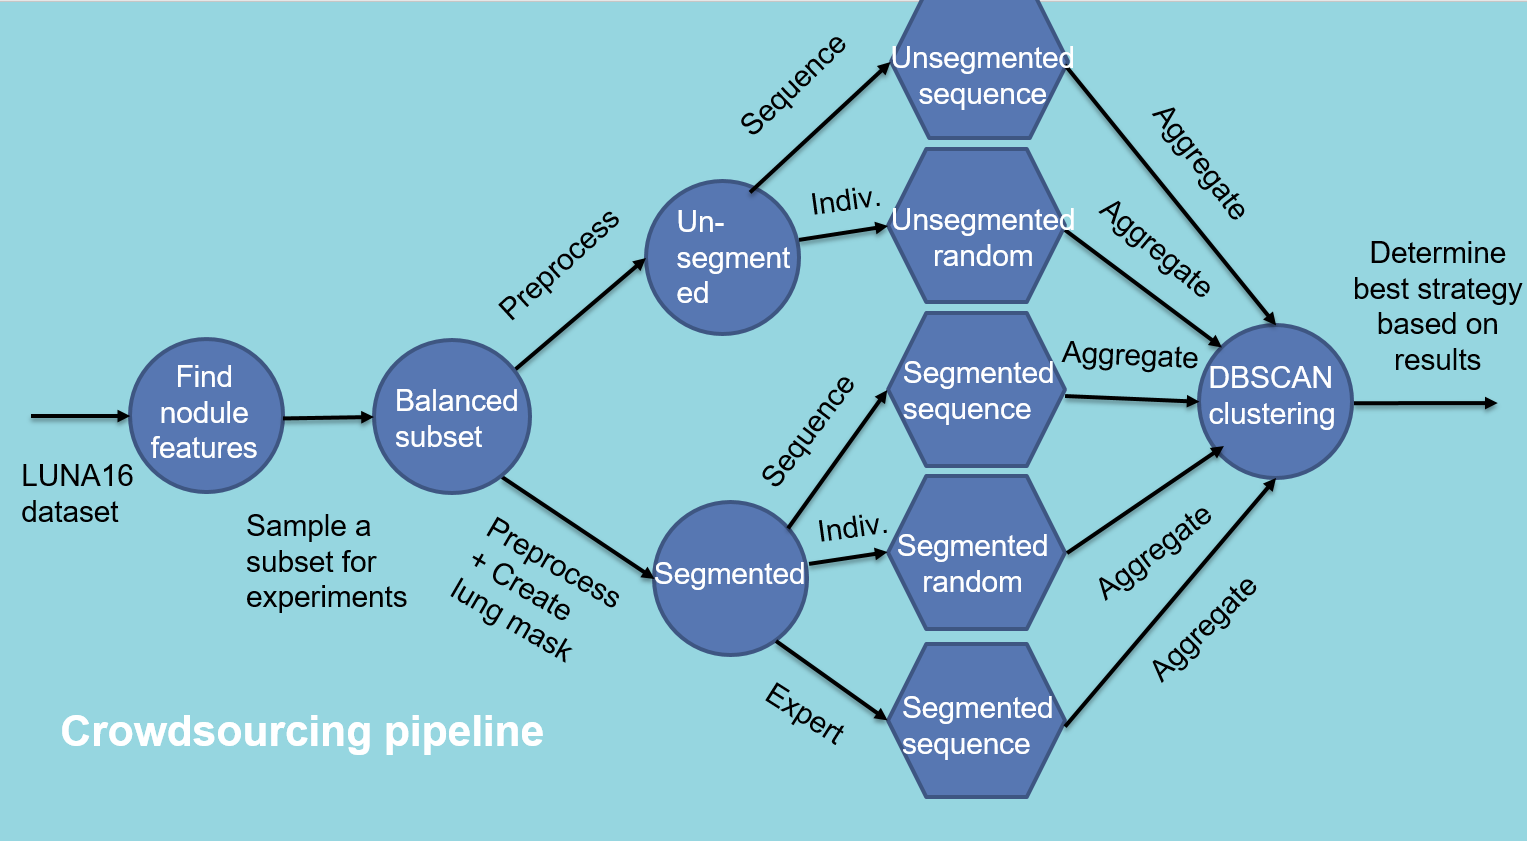 LUNA16
dataset
Find
nodule
features
Sample a
subset for
experiments
Balanced
subset
Preprocess
Preprocess
+ Create
lung mask
Un-
segment
ed
Segmented
Sequence
Indiv.
Sequence
Indiv.
Expert
Unsegmented
sequence
Unsegmented
random
Segmented
sequence
Segmented
random
Segmented
sequence
Aggregate
Aggregate
Aggregate
Aggregate
Aggregate
DBSCAN
clustering
Determine
best strategy
based on
results
Crowdsourcing pipeline